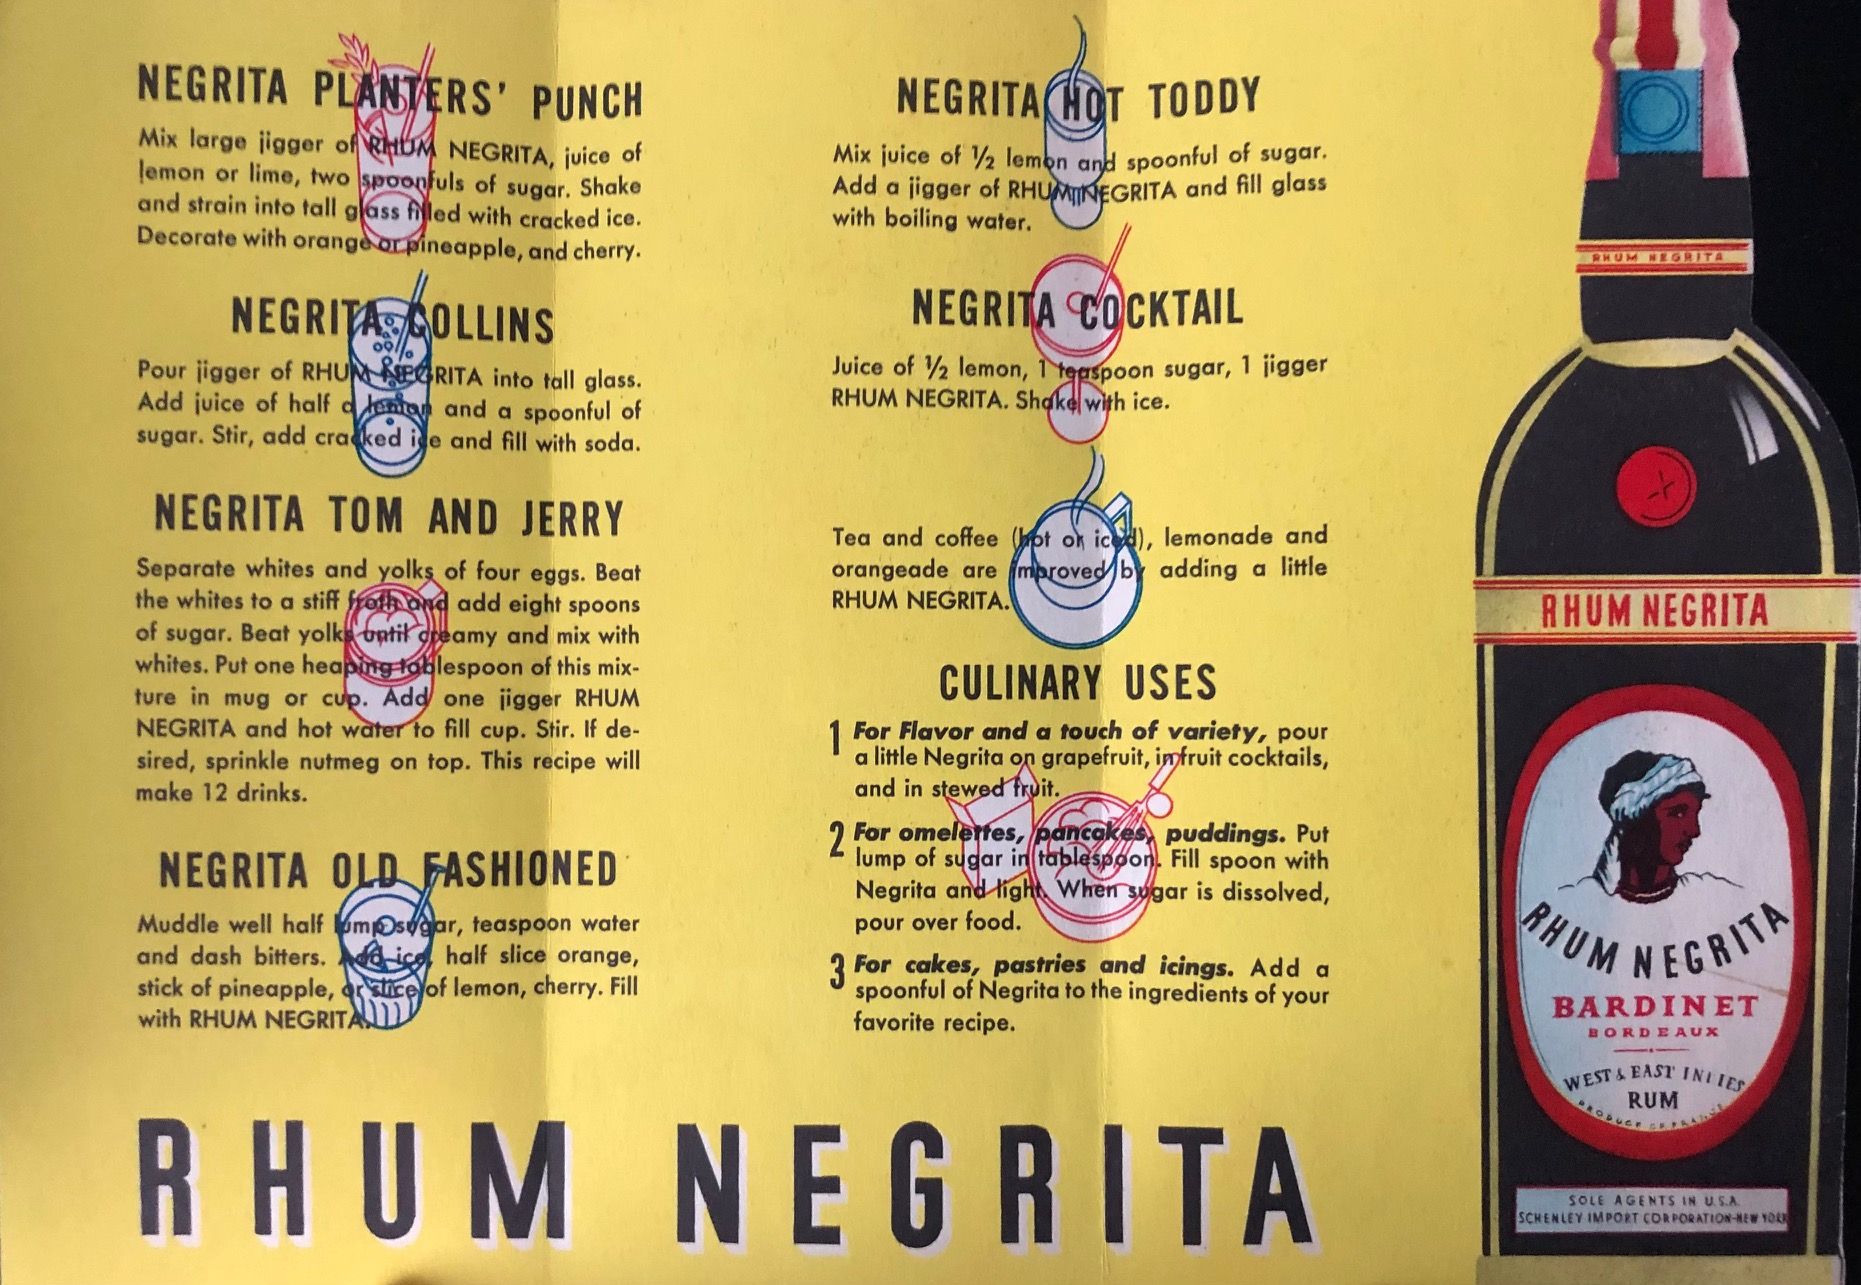 NEGRITA PLANTERS' PUNCH
Mix large jigger of RHUM NEGRITA, juice of
lemon or lime, two spoonfuls of sugar. Shake
and strain into tall glass filled with cracked ice.
Decorate with orange or pineapple, and cherry.
NEGRITA COLLINS
Pour jigger of RHUM NEGRITA into tall glass.
Add juice of half a lemon and a spoonful of
sugar. Stir, add cracked ice and fill with soda.
NEGRITA TOM AND JERRY
Separate whites and yolks of four eggs. Beat
the whites to a stiff froth and add eight spoons
of sugar. Beat yolks until creamy and mix with
whites. Put one heaping tablespoon of this mix-
ture in mug or cup. Add one jigger RHUM
NEGRITA and hot water to fill cup. Stir. If de-
sired, sprinkle nutmeg on top. This recipe will
make 12 drinks.
NEGRITA OLD FASHIONED
Muddle well half lump sugar, teaspoon water
and dash bitters. Add ice, half slice orange,
stick of pineapple, or slice of lemon, cherry. Fill
with RHUM NEGRITA.
NEGRITA HOT TODDY
Mix juice of ½ lemon and spoonful of sugar.
Add a jigger of RHUM NEGRITA and fill glass
with boiling water.
NEGRITA COCKTAIL
Juice of ½ lemon, 1 teaspoon sugar, 1 jigger
RHUM NEGRITA. Shake with ice.
Tea and coffee (hot or iced), lemonade and
orangeade are improved by adding a little
RHUM NEGRITA.
CULINARY USES
1 For Flavor and a touch of variety, pour
a little Negrita on grapefruit, in fruit cocktails,
and in stewed fruit.
2 For omelettes, pancakes, puddings. Put
lump of sugar in tablespoon. Fill spoon with
Negrita and light. When sugar is dissolved,
pour over food.
3 For cakes, pastries and icings. Add a
spoonful of Negrita to the ingredients of your
favorite recipe.
RHUM NEGRITA
RHUM NEGRITA
RHUM NEGRITA
RHUM NEGRITA
BARDINET
BORDEAUX
WEST & EAST INDIES
RUM
PRODUCE OF FRANCE
SOLE AGENTS IN U.S.A.
SCHENLEY IMPORT CORPORATION-NEW YORK